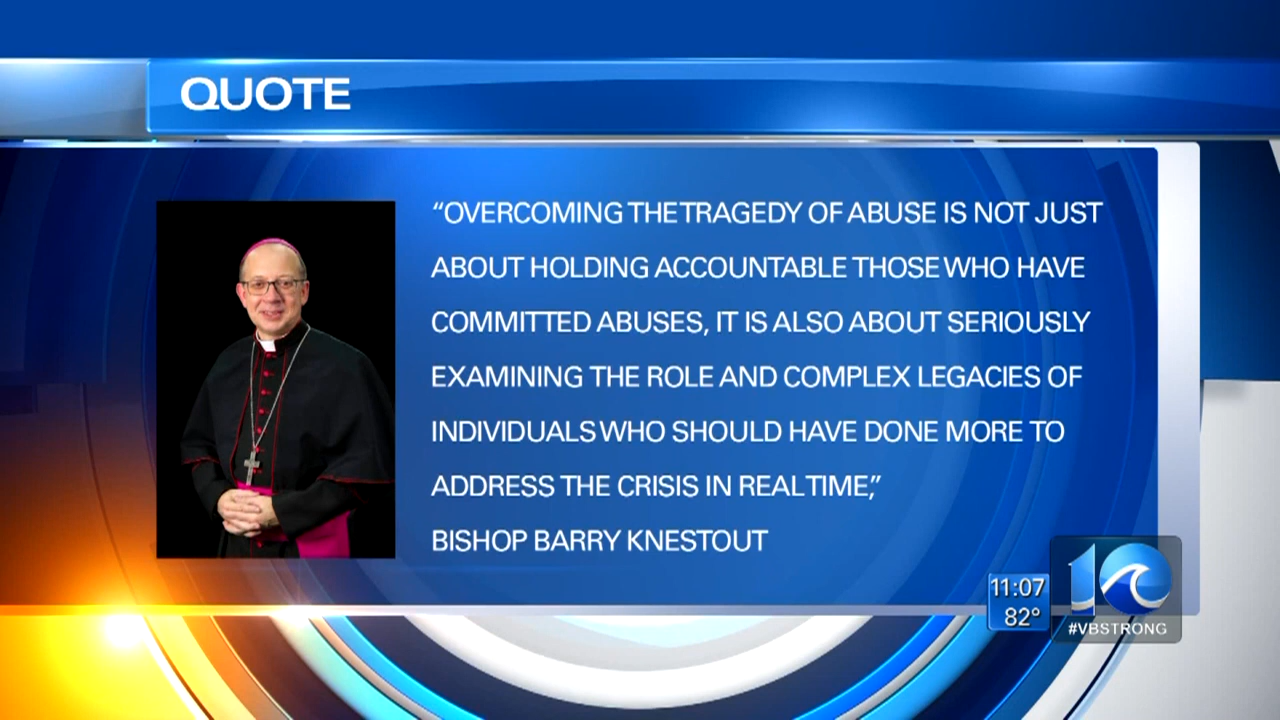 QUOTE
“OVERCOMING THE TRAGEDY OF ABUSE IS NOT JUST
ABOUT HOLDING ACCOUNTABLE THOSE WHO HAVE
COMMITTED ABUSES, IT IS ALSO ABOUT SERIOUSLY
EXAMINING THE ROLE AND COMPLEX LEGACIES OF
INDIVIDUALS WHO SHOULD HAVE DONE MORE TO
ADDRESS THE CRISIS IN REAL TIME,”
BISHOP BARRY KNESTOUT
11:07
82°
10
#VBSTRONG